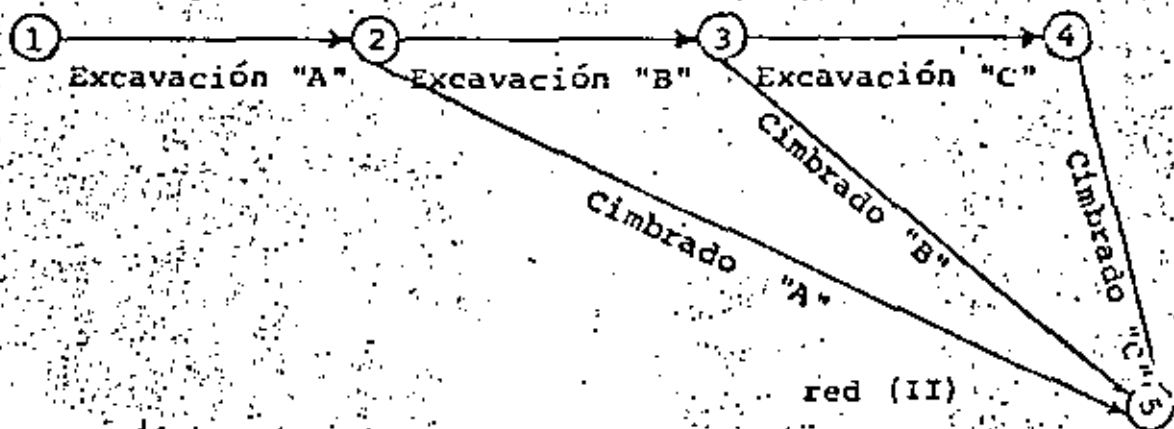 1 2 3 4
Excavación "A" Excavación "B" Excavación "C"
Cimbrado "A"
Cimbrado "B"
Cimbrado "C"
red (II)
5